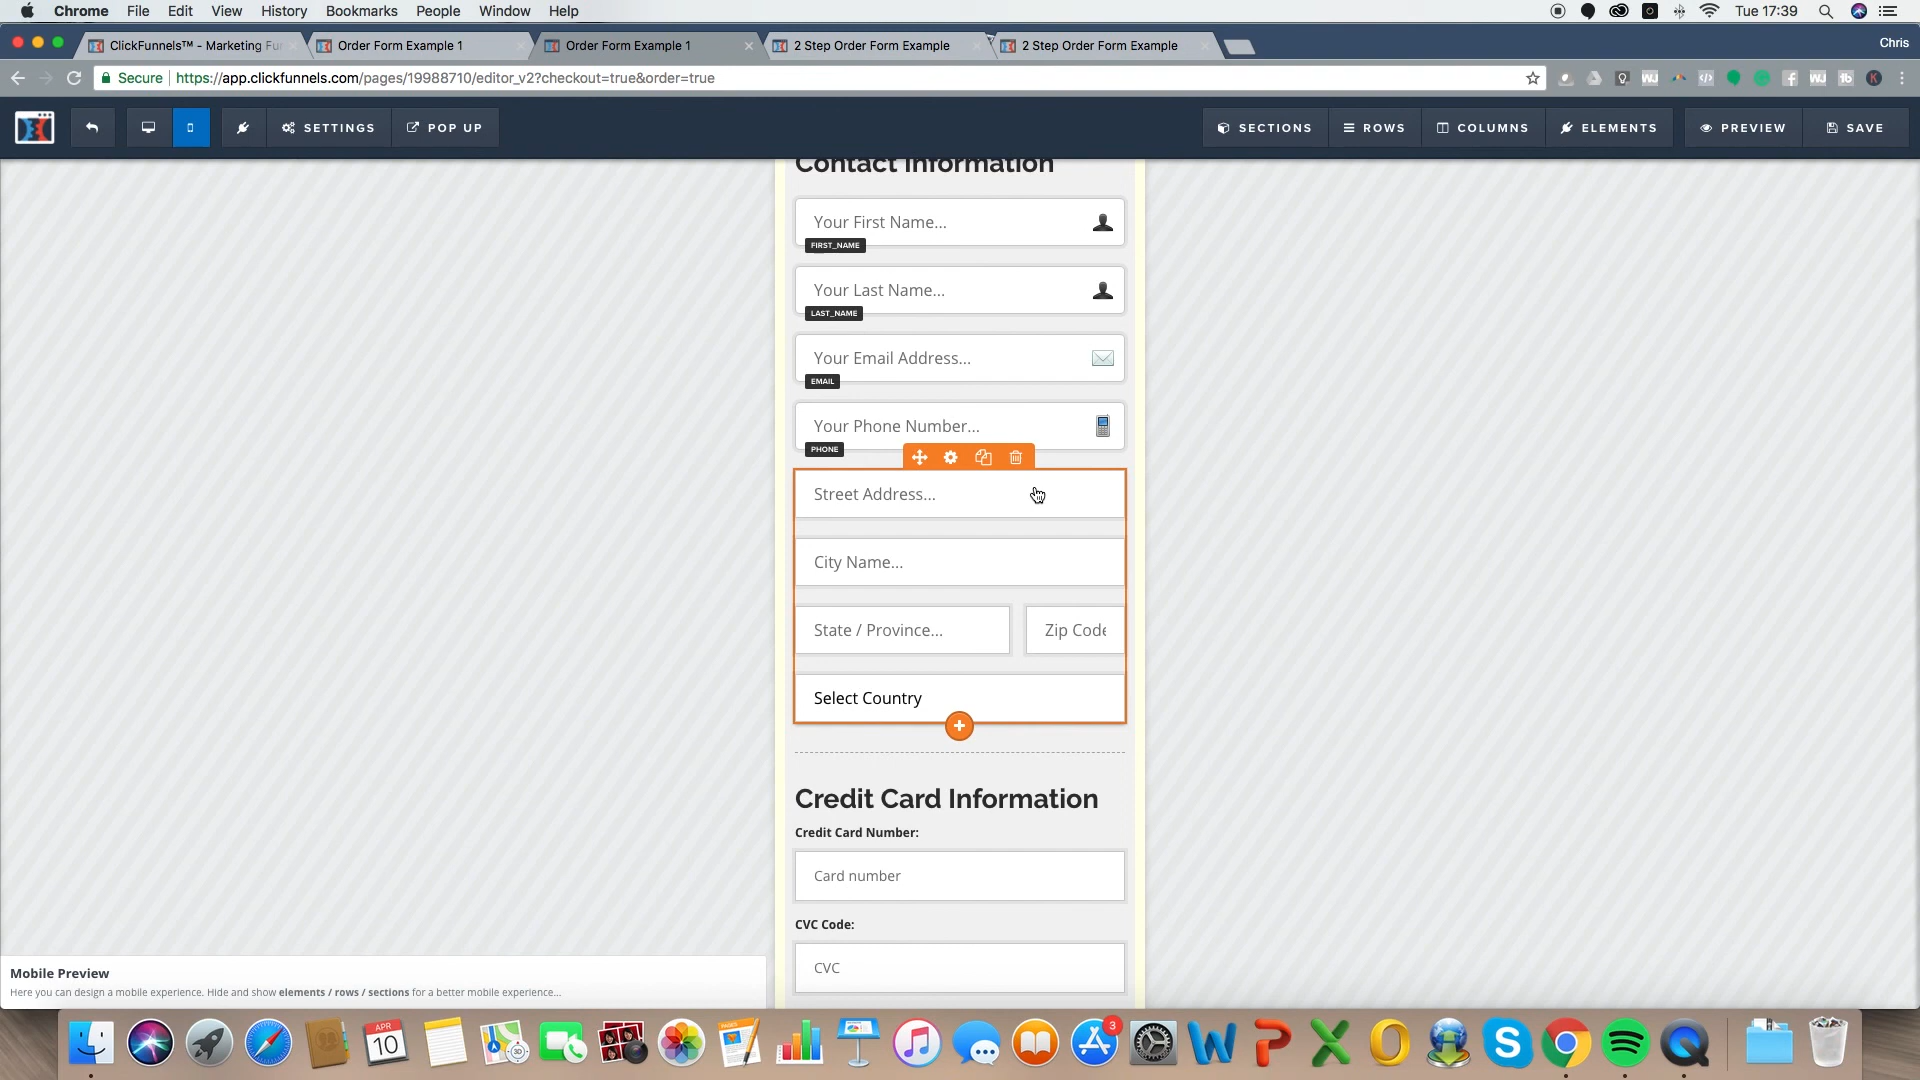 Chrome File Edit View History Bookmarks People Window Help Tue 17:39
ClickFunnels™ - Marketing Fu Order Form Example 1 Order Form Example 1 2 Step Order Form Example 2 Step Order Form Example Chris
Secure https://app.clickfunnels.com/pages/19988710/editor_v2?checkout=true&order=true
SETTINGS POP UP SECTIONS ROWS COLUMNS ELEMENTS PREVIEW SAVE
Contact Information
Your First Name...
FIRST_NAME
Your Last Name...
LAST_NAME
Your Email Address...
EMAIL
Your Phone Number...
PHONE
Street Address...
City Name...
State / Province... Zip Code
Select Country
Credit Card Information
Credit Card Number:
Card number
CVC Code:
CVC
Mobile Preview
Here you can design a mobile experience. Hide and show elements / rows / sections for a better mobile experience...
APR
10
PAGES
3D
3